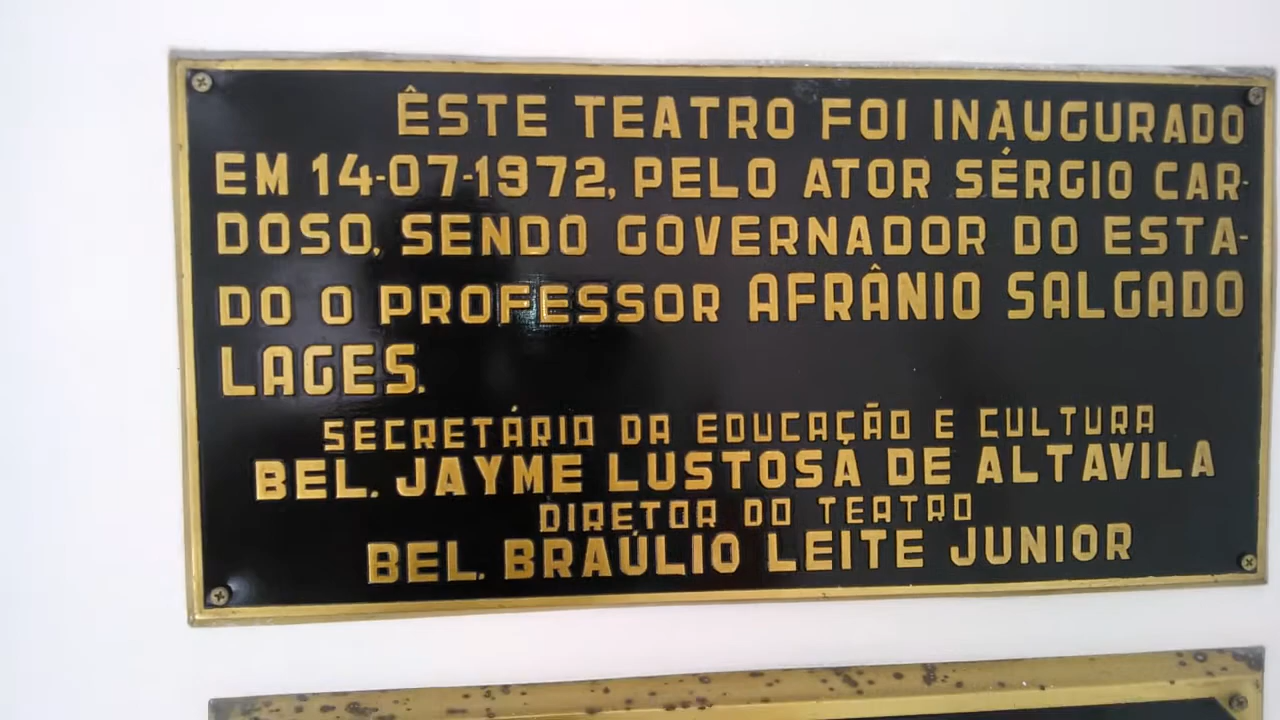 ÊSTE TEATRO FOI INAUGURADO
EM 14-07-1972, PELO ATOR SÉRGIO CAR-
DOSO, SENDO GOVERNADOR DO ESTA-
DO O PROFESSOR AFRÂNIO SALGADO
LAGES.
SECRETÁRIO DA EDUCAÇÃO E CULTURA
BEL. JAYME LUSTOSA DE ALTAVILA
DIRETOR DO TEATRO
BEL. BRAÚLIO LEITE JUNIOR